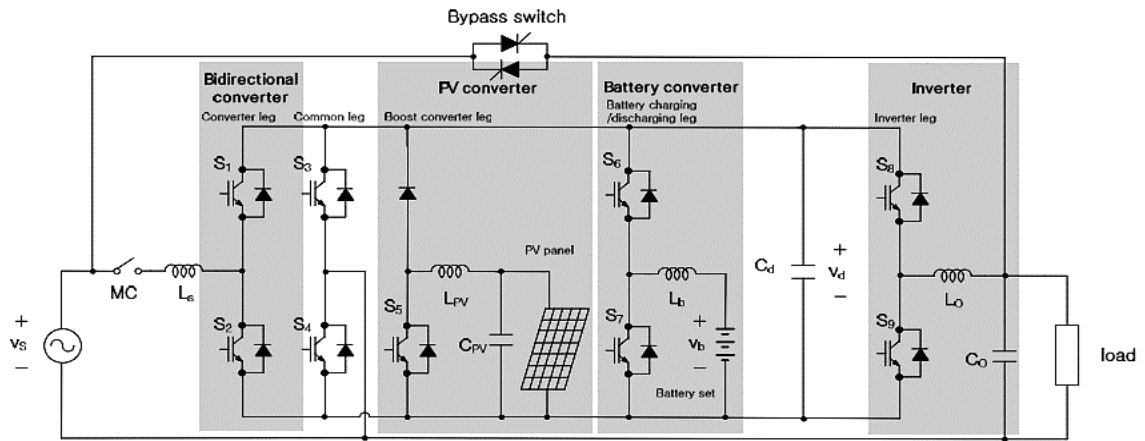 Bypass switch
Bidirectional
converter
Converter leg
Common leg
PV converter
Boost converter leg
Battery converter
Battery charging
/discharging leg
Inverter
Inverter leg
S1
S3
S6
S8
PV panel
MC
Ls
LPV
Lb
Cd
+
vd
−
LO
S2
S4
S5
CPV
S7
+
vb
−
Battery set
S9
CO
+
vS
−
load